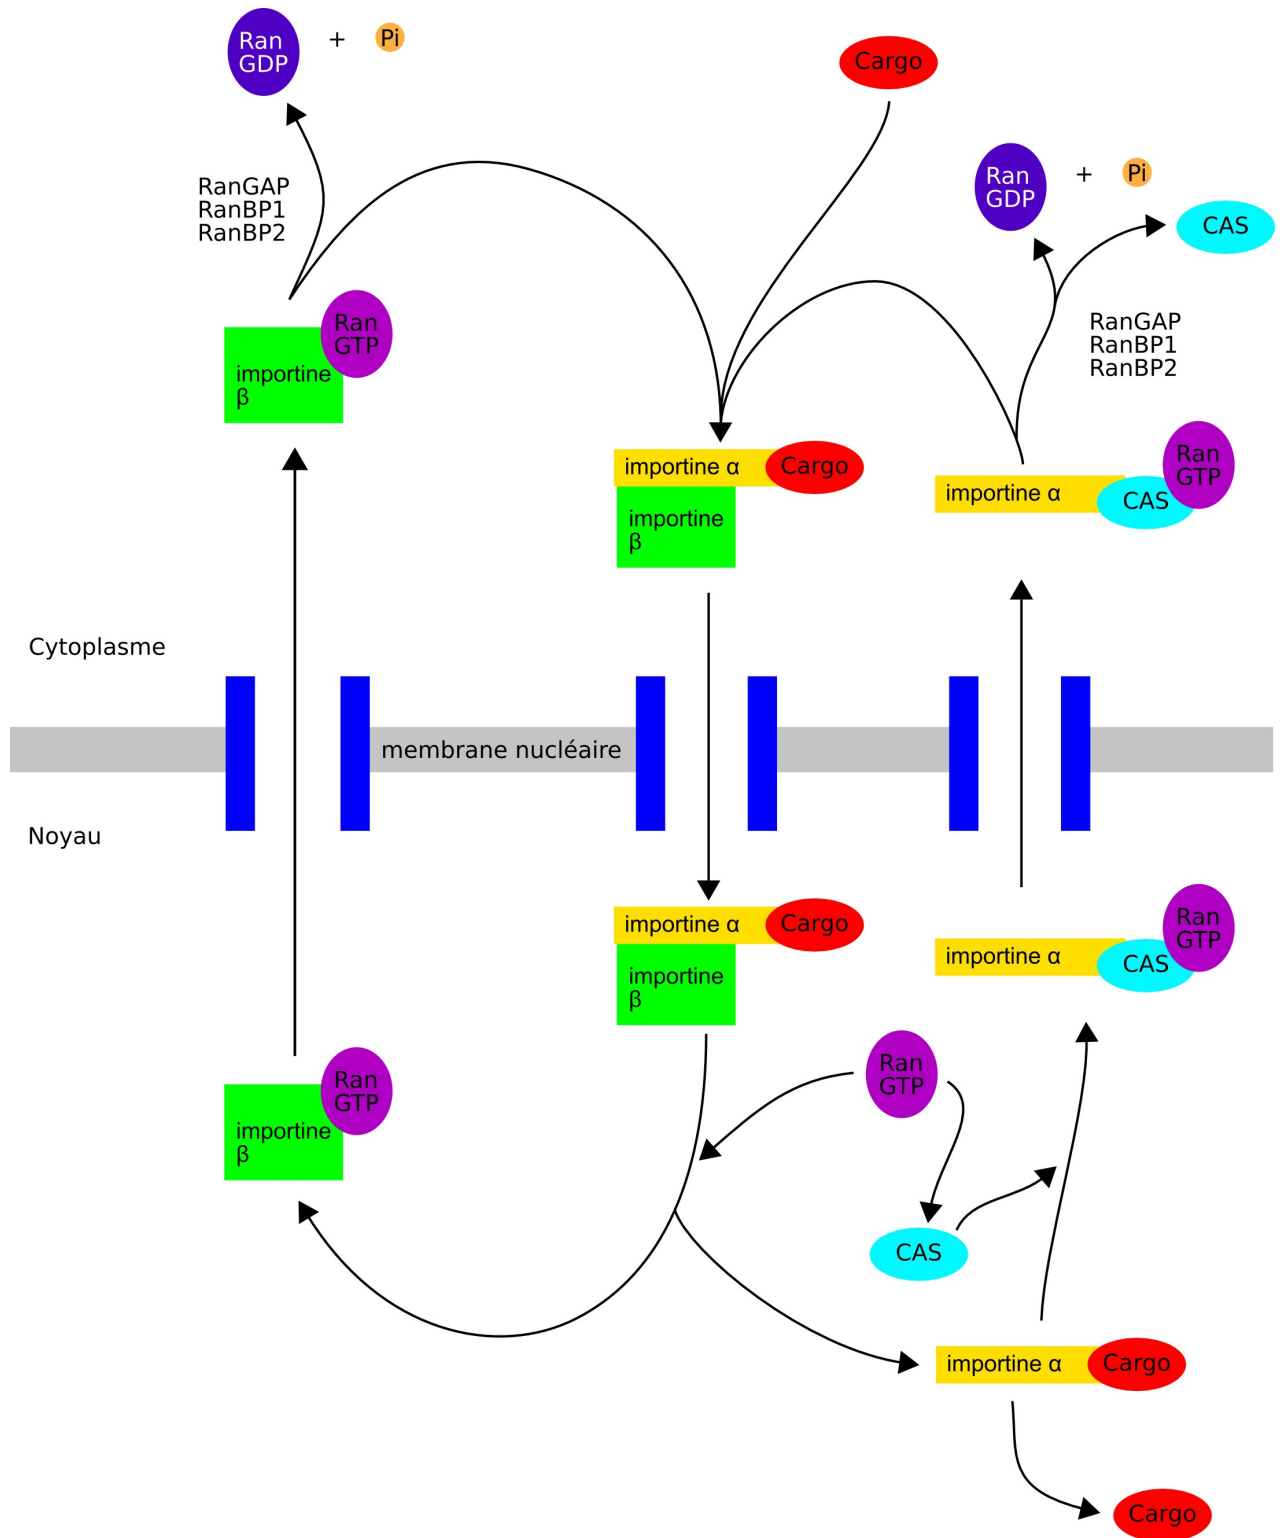 Ran
GDP
+
Pi
Cargo
RanGAP
RanBP1
RanBP2
Ran
GDP
+
Pi
CAS
RanGAP
RanBP1
RanBP2
Ran
GTP
importine
β
importine α
Cargo
importine
β
Ran
GTP
importine α
CAS
Cytoplasme
membrane nucléaire
Noyau
importine α
Cargo
importine
β
Ran
GTP
importine α
CAS
Ran
GTP
importine
β
Ran
GTP
CAS
importine α
Cargo
Cargo